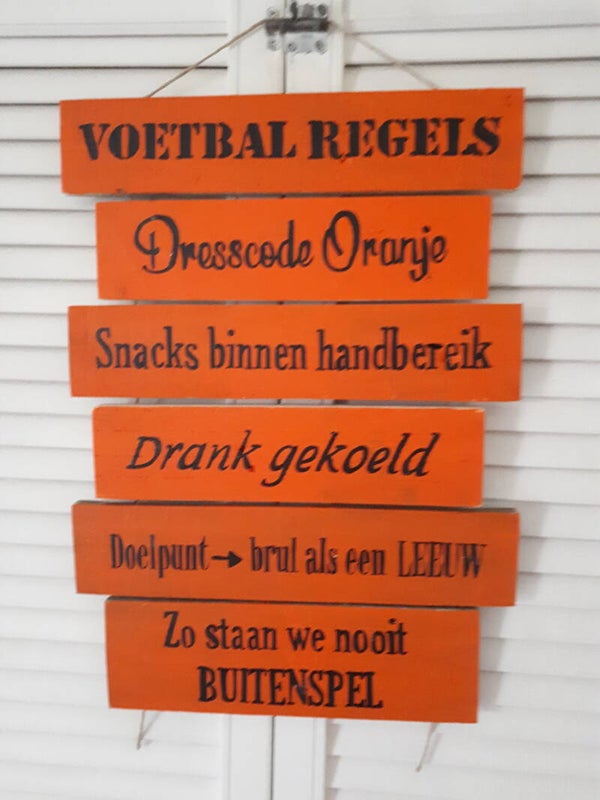 VOETBAL REGELS
Dresscode Oranje
Snacks binnen handbereik
Drank gekoeld
Doelpunt → brul als een LEEUW
Zo staan we nooit
BUITENSPEL